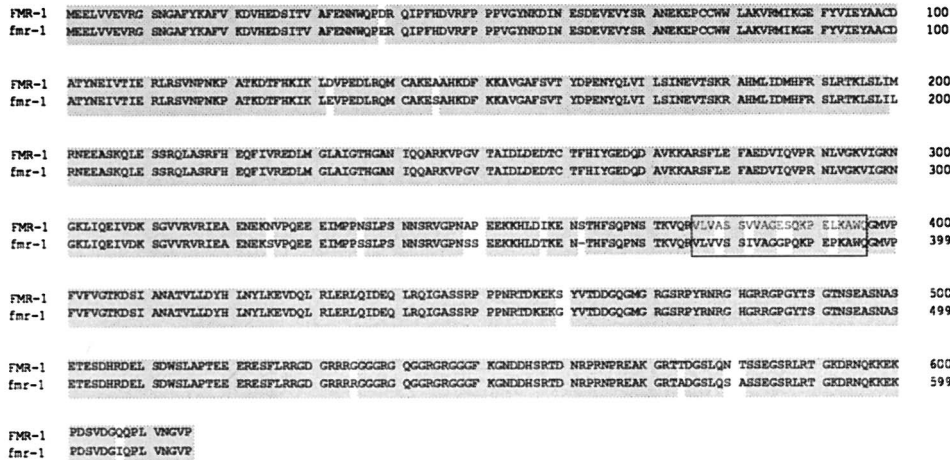 FMR-1 MEELVVEVRG SNGAFYKAFV KDVHEDSITV AFENNWQPDR QIPFHDVRFP PPVGYNKDIN ESDEVEVYSR ANEKEPCCWW LAKVRMIKGE FYVIEYAACD 100
fmr-1 MEELVVEVRG SNGAFYKAFV KDVHEDSITV AFENNWQPER QIPFHDVRFP PPVGYNKDIN ESDEVEVYSR ANEKEPCCWW LAKVRMIKGE FYVIEYAACD 100
FMR-1 ATYNEIVTIE RLRSVNPNKP ATKDTFHKIK LDVPEDLRQM CAKEAAHKDF KKAVGAFSVT YDPENYQLVI LSINEVTSKR AHMLIDMHFR SLRTKLSLIM 200
fmr-1 ATYNEIVTIE RLRSVNPNKP ATKDTFHKIK LEVPEDLRQM CAKESAHKDF KKAVGAFSVT YDPENYQLVI LSINEVTSKR AHMLIDMHFR SLRTKLSLIL 200
FMR-1 RNEEASKQLE SSRQLASRFH EQFIVREDLM GLAIGTHGAN IQQARKVPGV TAIDLDEDTC TFHIYGEDQD AVKKARSFLE FAEDVIQVPR NLVGKVIGKN 300
fmr-1 RNEEASKQLE SSRQLASRFH EQFIVREDLM GLAIGTHGAN IQQARKVPGV TAIDLDEDTC TFHIYGEDQD AVKKARSFLE FAEDVIQVPR NLVGKVIGKN 300
FMR-1 GKLIQEIVDK SGVVRVRIEA ENEKNVPQEE EIMPPNSLPS NNSRVGPNAP EEKKHLDIKE NSTHFSQPNS TKVQRVLVAS SVVAGESQKP ELKAWQGMVP 400
fmr-1 GKLIQEIVDK SGVVRVRIEA ENEKSVPQEE EIMPPSSLPS NNSRVGPNSS EEKKHLDTKE N-THFSQPNS TKVQRVLVVS SIVAGGPQKP EPKAWQGMVP 399
FMR-1 FVFVGTKDSI ANATVLLDYH LNYLKEVDQL RLERLQIDEQ LRQIGASSRP PPNRTDKEKS YVTDDGQGMG RGSRPYRNRG HGRRGPGYTS GTNSEASNAS 500
fmr-1 FVFVGTKDSI ANATVLLDYH LNYLKEVDQL RLERLQIDEQ LRQIGASSRP PPNRTDKEKG YVTDDGQGMG RGSRPYRNRG HGRRGPGYTS GTNSEASNAS 499
FMR-1 ETESDHRDEL SDWSLAPTEE ERESFLRRGD GRRRGGGGRG QGGRGRGGGF KGNDDHSRTD NRPRNPREAK GRTTDGSLQN TSSEGSRLRT GKDRNQKKEK 600
fmr-1 ETESDHRDEL SDWSLAPTEE ERESFLRRGD GRRRRGGGRG QGGRGRGGGF KGNDDHSRTD NRPRNPREAK GRTADGSLQS ASSEGSRLRT GKDRNQKKEK 599
FMR-1 PDSVDGQQPL VNGVP
fmr-1 PDSVDGIQPL VNGVP